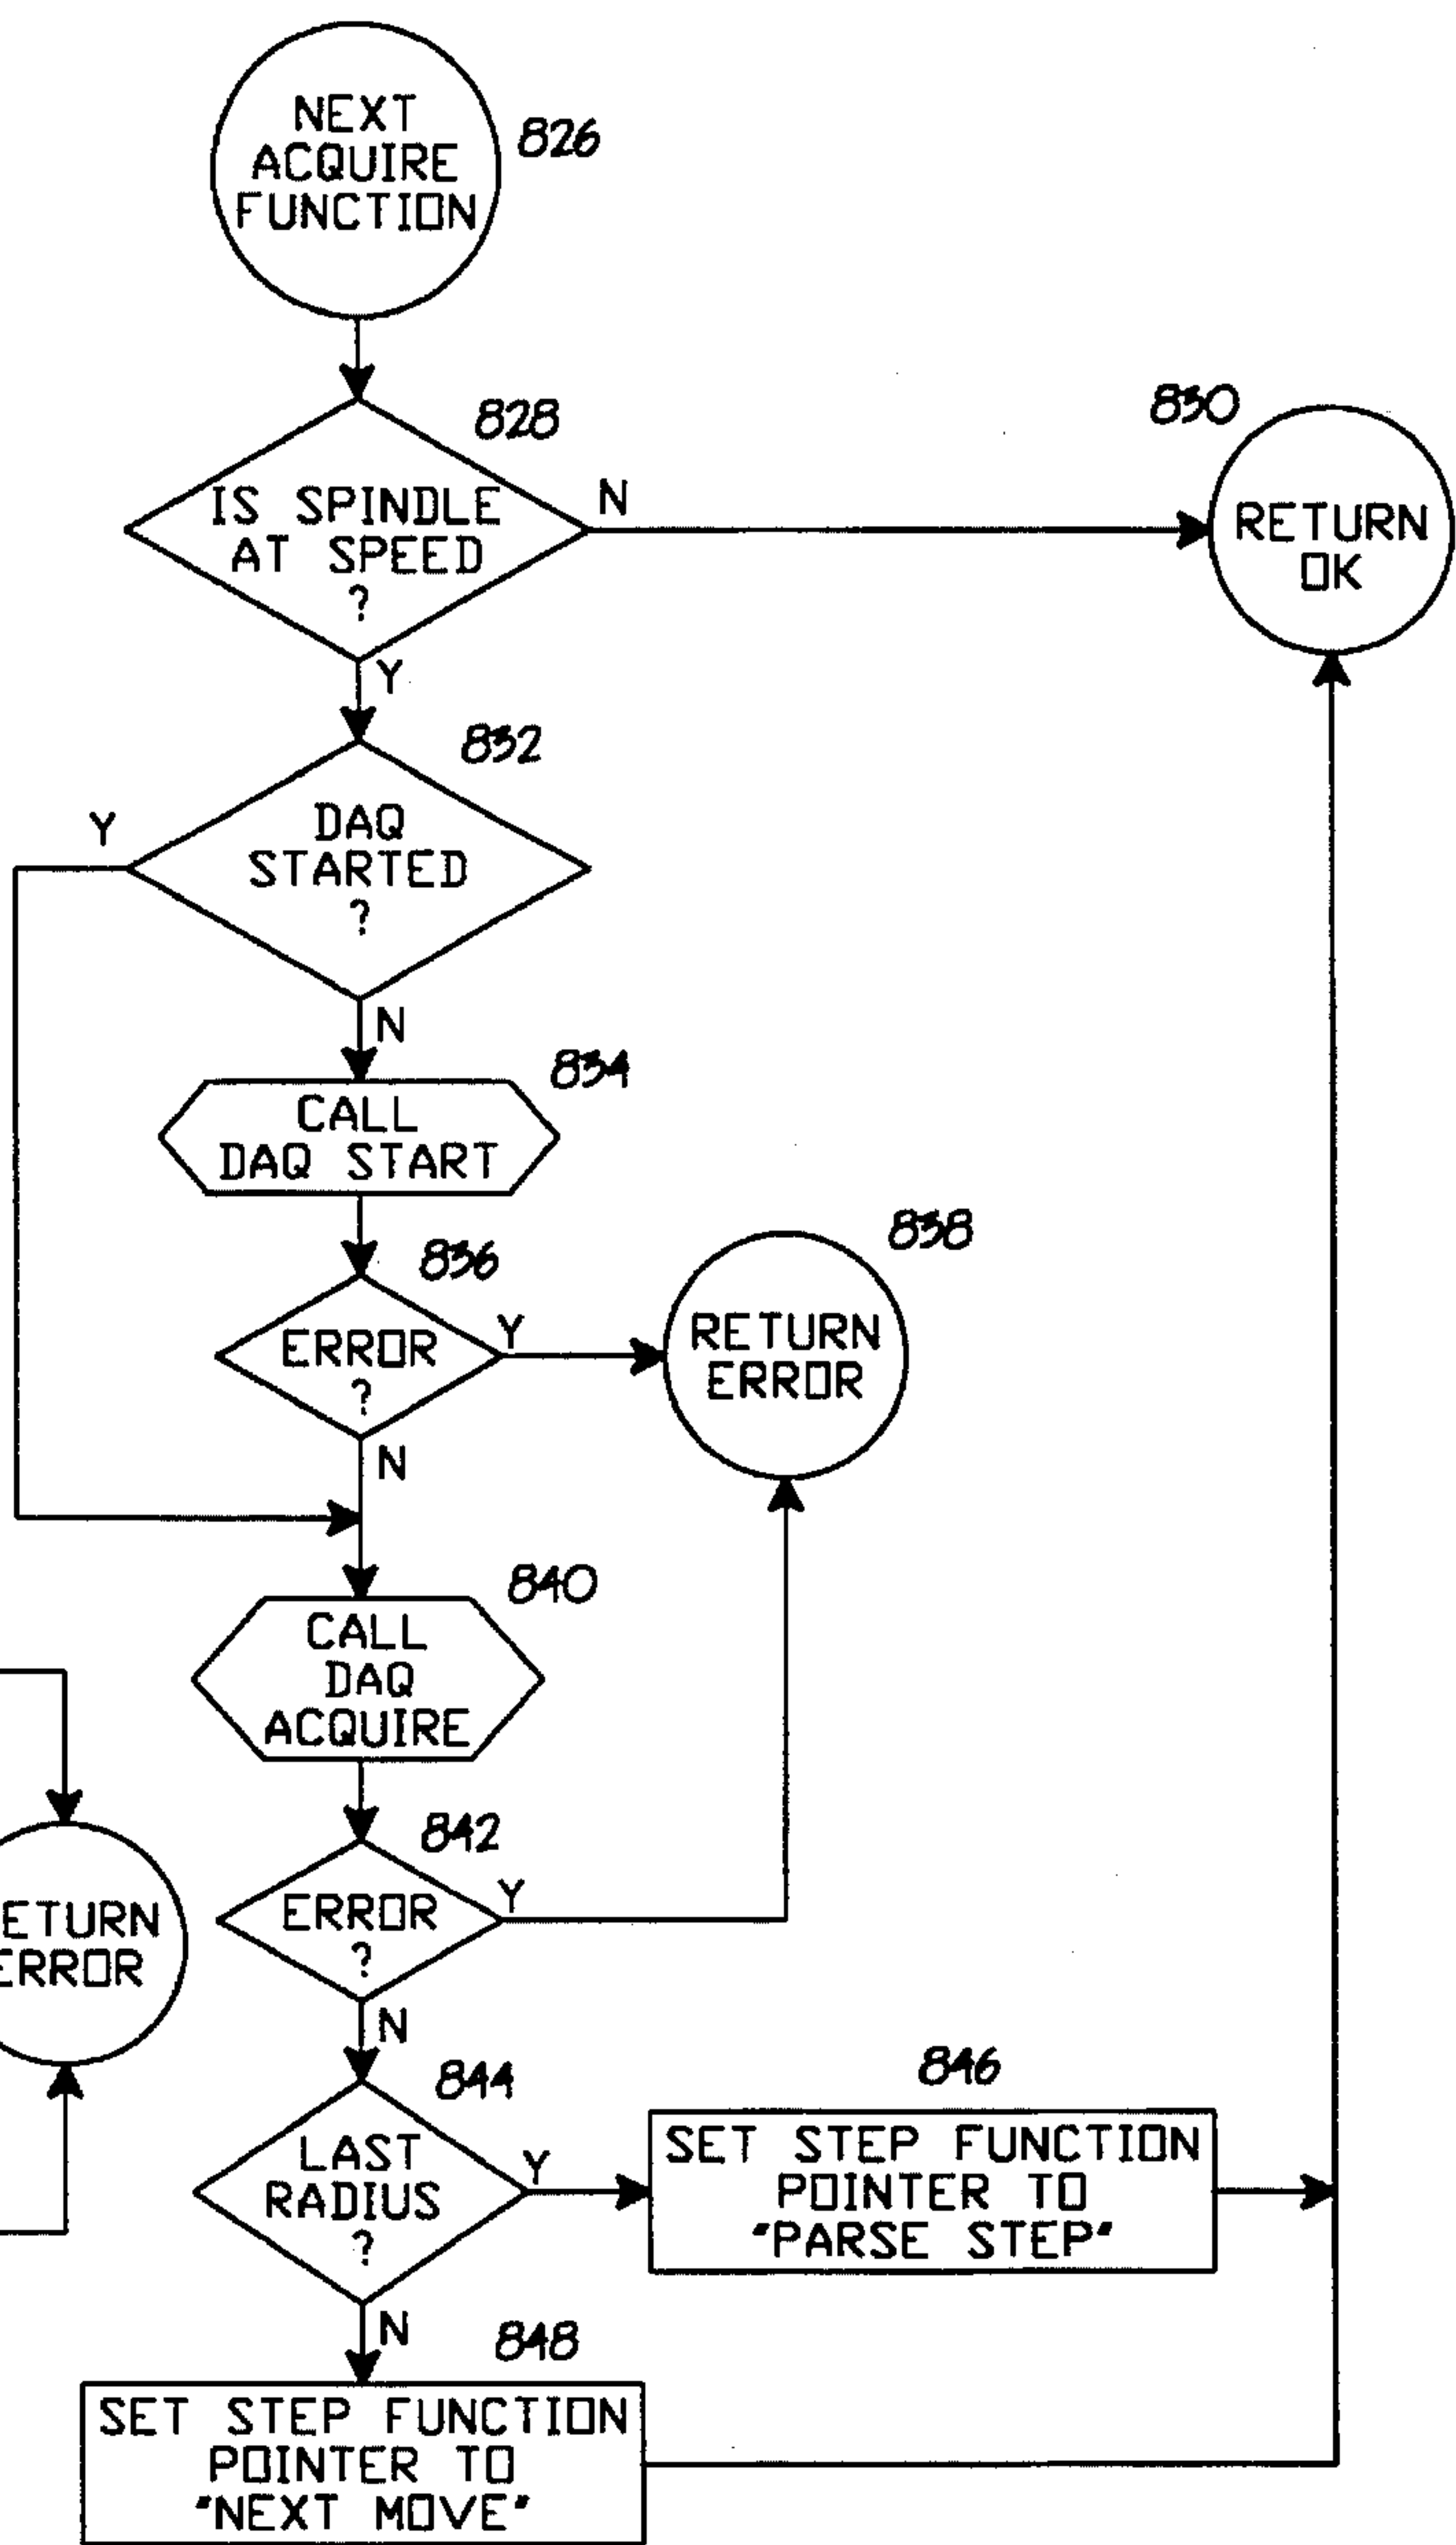 NEXT
ACQUIRE
FUNCTION
826
828
IS SPINDLE
AT SPEED
?
N
830
RETURN
OK
Y
832
Y
DAQ
STARTED
?
N
834
CALL
DAQ START
836
ERROR
?
Y
838
RETURN
ERROR
N
840
CALL
DAQ
ACQUIRE
842
ERROR
?
Y
ETURN
ERROR
N
844
LAST
RADIUS
?
Y
846
SET STEP FUNCTION
POINTER TO
"PARSE STEP"
N
848
SET STEP FUNCTION
POINTER TO
"NEXT MOVE"